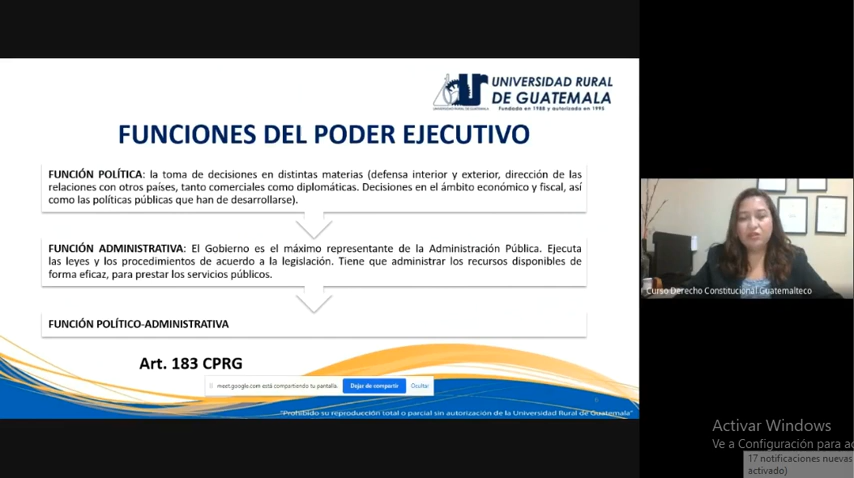 UNIVERSIDAD RURAL
DE GUATEMALA
Fundada en 1988 y autorizada en 1995
FUNCIONES DEL PODER EJECUTIVO
FUNCIÓN POLÍTICA: la toma de decisiones en distintas materias (defensa interior y exterior, dirección de las
relaciones con otros países, tanto comerciales como diplomáticas. Decisiones en el ámbito económico y fiscal, así
como las políticas públicas que han de desarrollarse).
FUNCIÓN ADMINISTRATIVA: El Gobierno es el máximo representante de la Administración Pública. Ejecuta
las leyes y los procedimientos de acuerdo a la legislación. Tiene que administrar los recursos disponibles de
forma eficaz, para prestar los servicios públicos.
FUNCIÓN POLÍTICO-ADMINISTRATIVA
Art. 183 CPRG
meet.google.com está compartiendo tu pantalla.
Dejar de compartir
Ocultar
"Prohibido su reproducción total o parcial sin autorización de la Universidad Rural de Guatemala"
Curso Derecho Constitucional Guatemalteco
Activar Windows
Ve a Configuración para ac
17 notificaciones nuevas
activado)